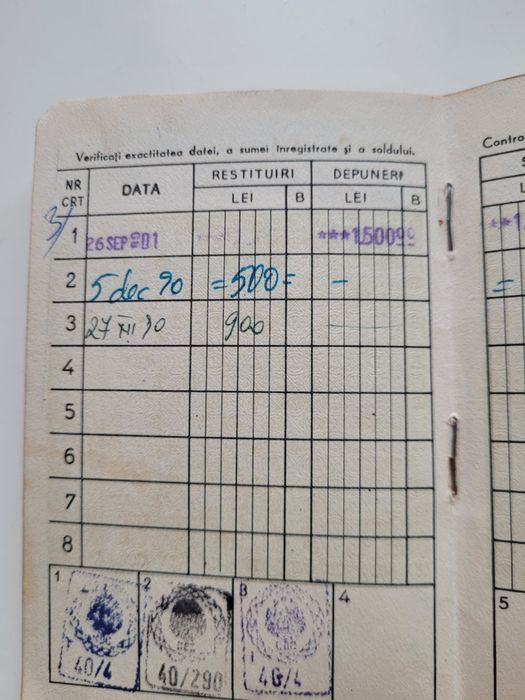 Verificați exactitatea datei, a sumei înregistrate și a soldului.
NR CRT DATA RESTITUIRI DEPUNERI
LEI B LEI B
1 26 SEP
2 5 dec 90 =500= -
3 27 XII 90 900
4
5
6
7
8
1 2 3 4
40/4 40/290 40/4
Contro
5